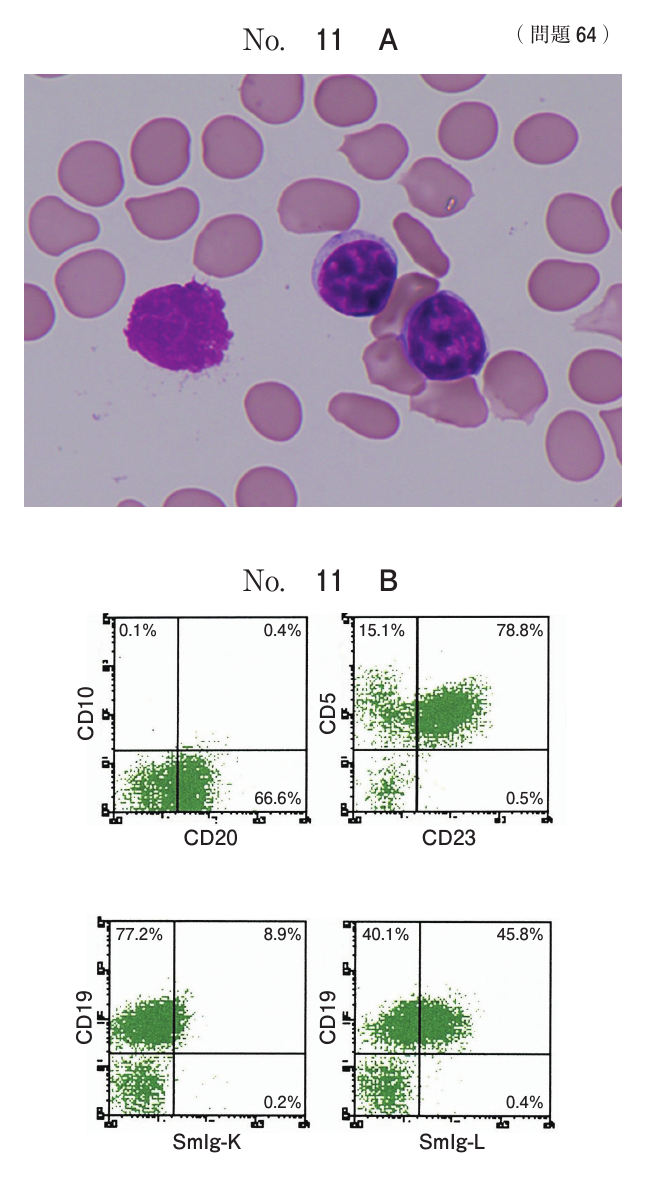 No. 11 A
（問題 64）
No. 11 B
0.1%
0.4%
66.6%
CD10
CD20
15.1%
78.8%
0.5%
CD5
CD23
77.2%
8.9%
0.2%
CD19
SmIg-K
40.1%
45.8%
0.4%
CD19
SmIg-L